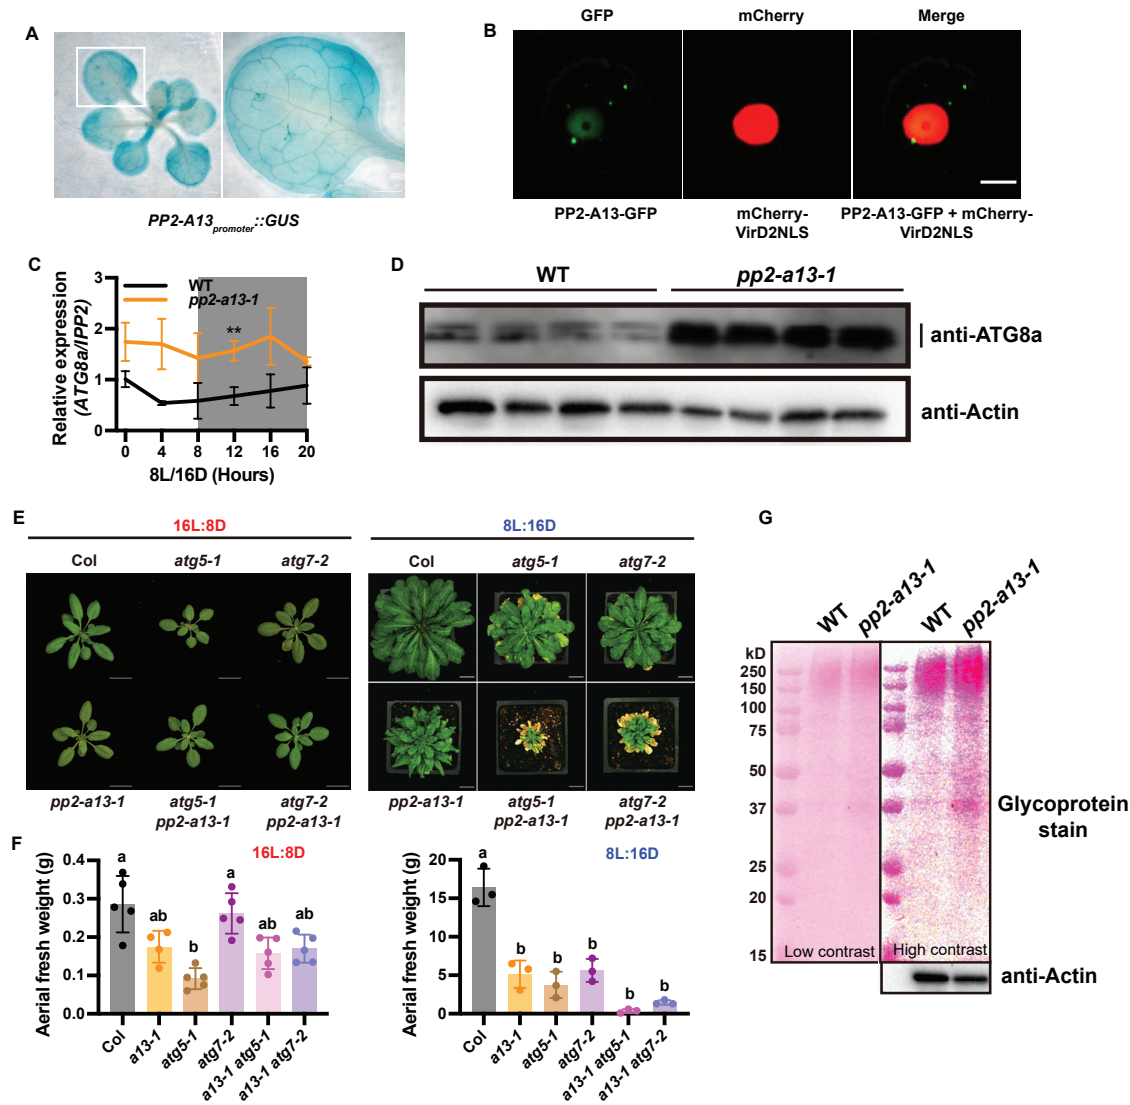 A
PP2-A13promoter::GUS
B
GFP
mCherry
Merge
PP2-A13-GFP
mCherry-
VirD2NLS
PP2-A13-GFP + mCherry-
VirD2NLS
C
Relative expression
(ATG8a/IPP2)
3
2
1
0
WT
pp2-a13-1
**
0
4
8
12
16
20
8L/16D (Hours)
D
WT
pp2-a13-1
anti-ATG8a
anti-Actin
E
16L:8D
8L:16D
Col
atg5-1
atg7-2
Col
atg5-1
atg7-2
pp2-a13-1
atg5-1
pp2-a13-1
atg7-2
pp2-a13-1
pp2-a13-1
atg5-1
pp2-a13-1
atg7-2
pp2-a13-1
F
16L:8D
Aerial fresh weight (g)
0.4
0.3
0.2
0.1
0.0
a
ab
b
a
ab
ab
Col
a13-1
atg5-1
atg7-2
a13-1 atg5-1
a13-1 atg7-2
8L:16D
Aerial fresh weight (g)
20
15
10
5
0
a
b
b
b
b
b
Col
a13-1
atg5-1
atg7-2
a13-1 atg5-1
a13-1 atg7-2
G
WT
pp2-a13-1
WT
pp2-a13-1
kD
250
150
100
75
50
37
25
20
15
Low contrast
High contrast
Glycoprotein
stain
anti-Actin